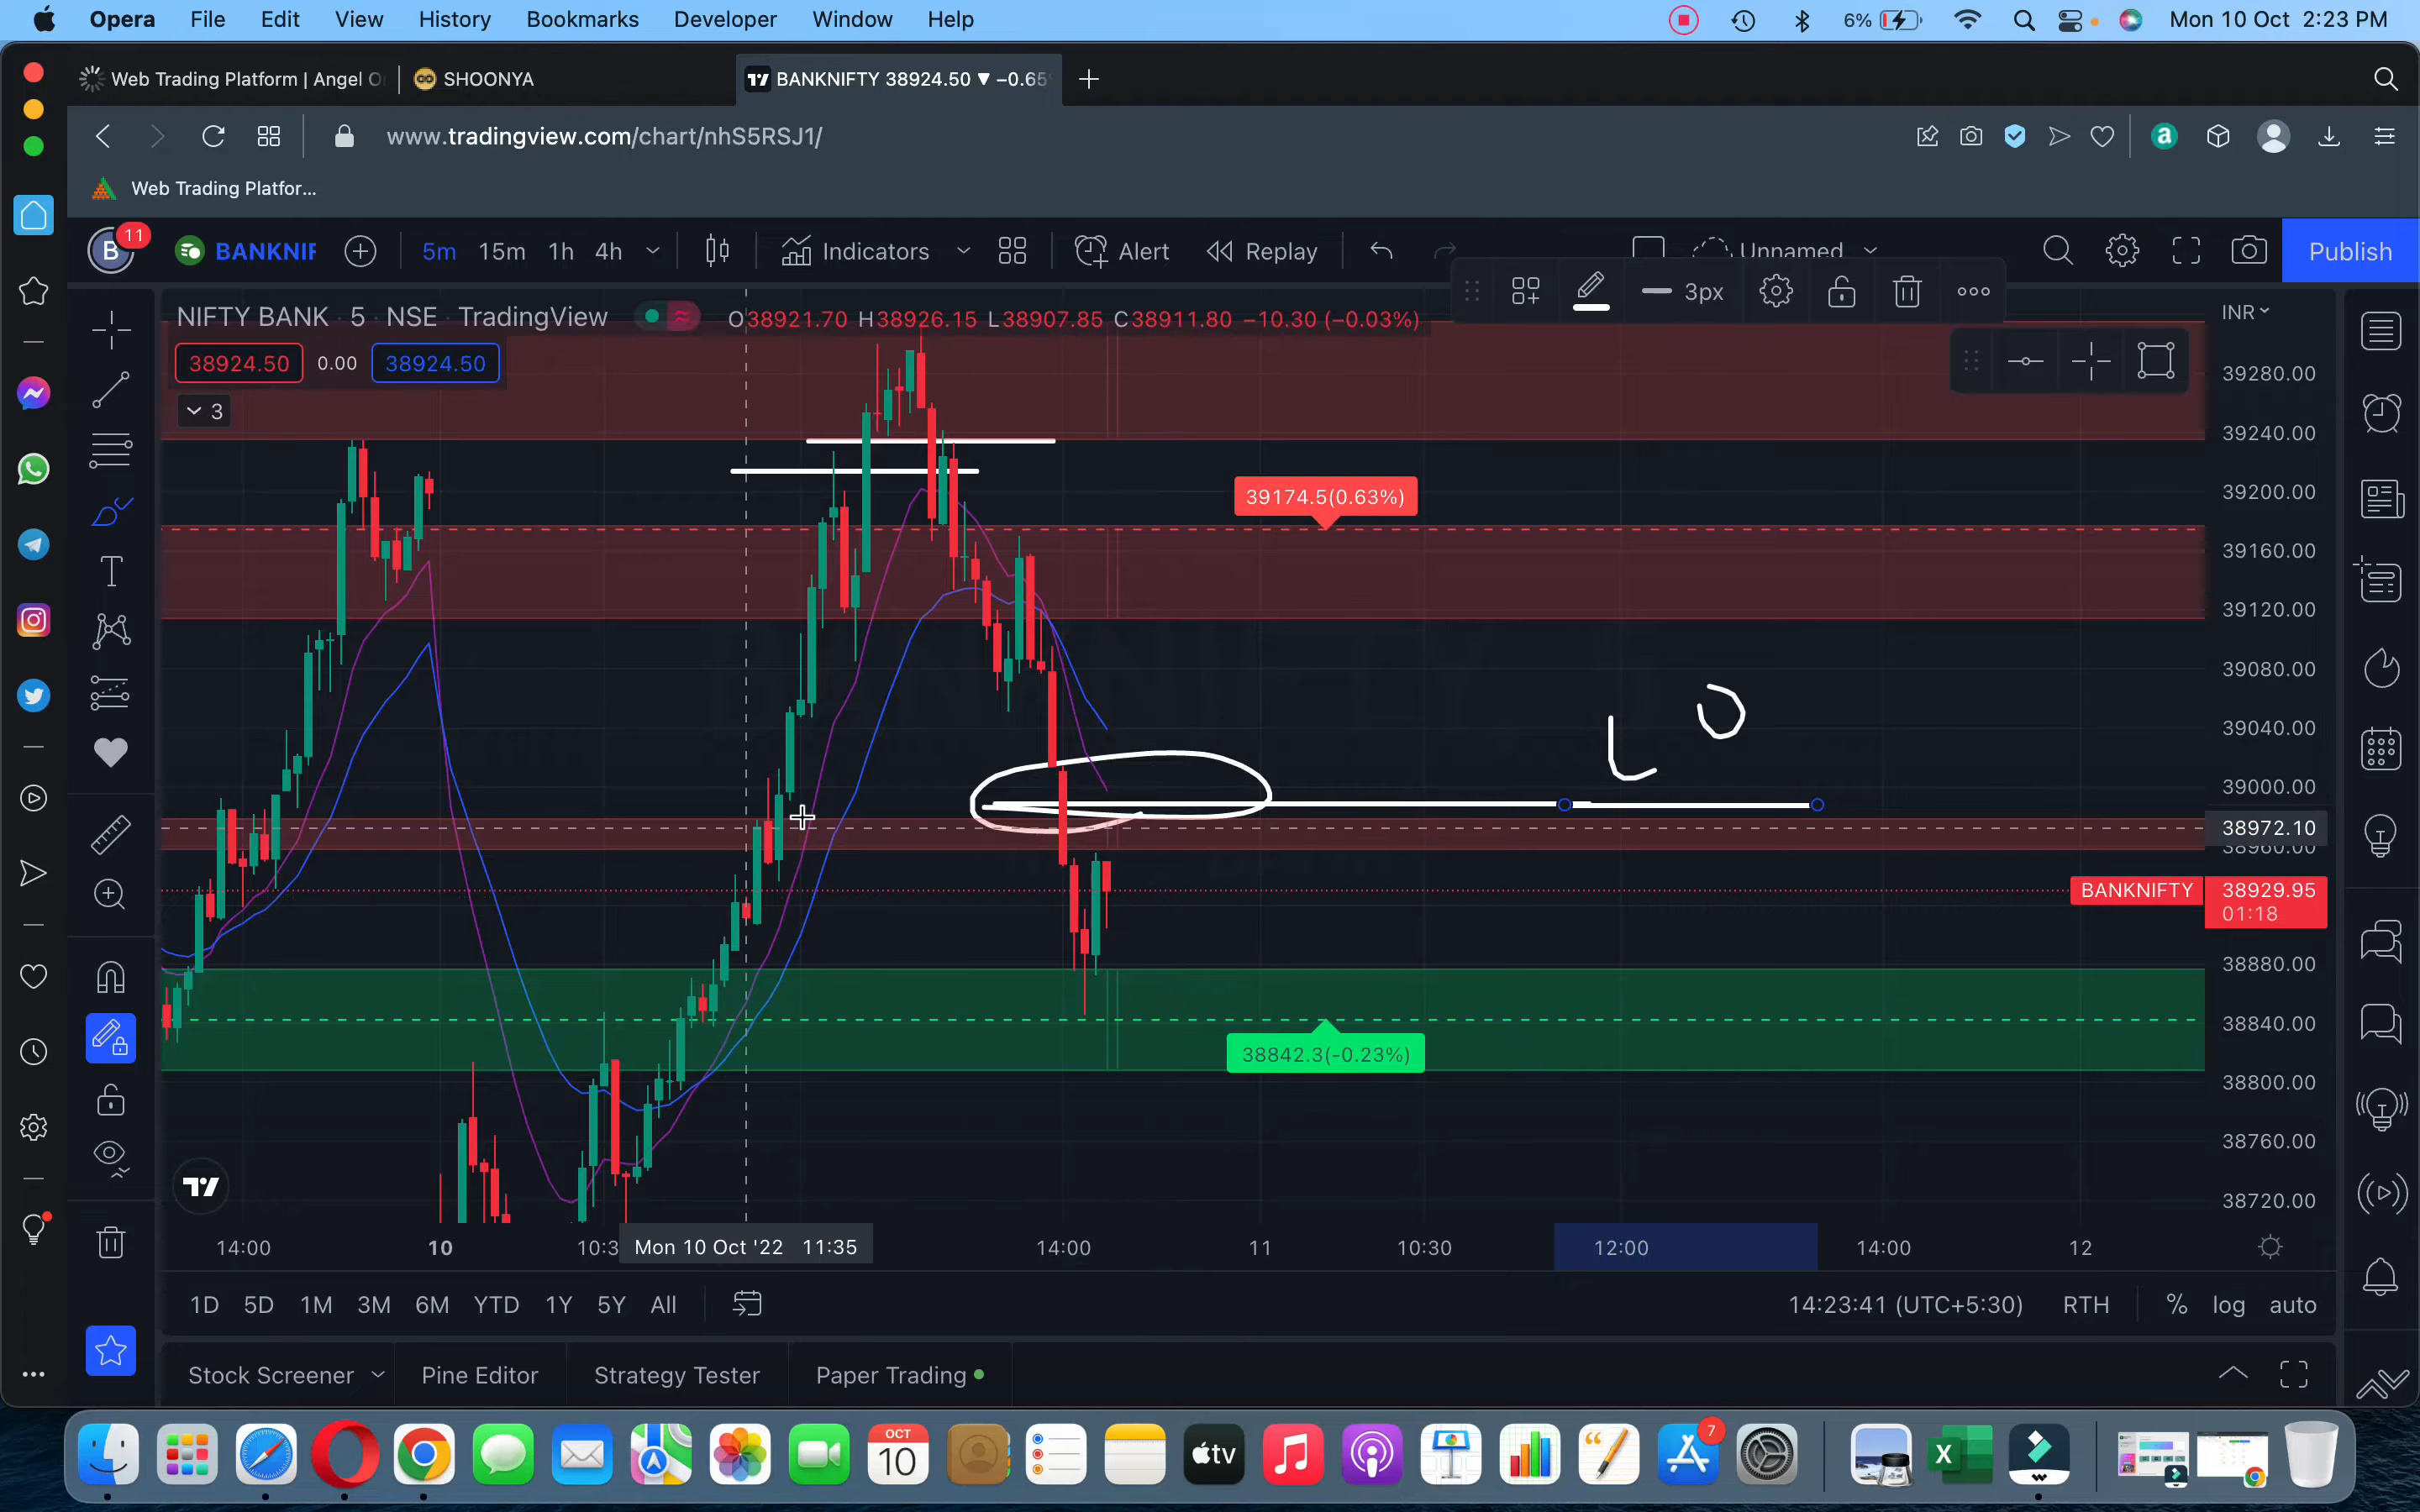 Opera File Edit View History Bookmarks Developer Window Help 6% Mon 10 Oct 2:23 PM
Web Trading Platform | Angel O SHOONYA BANKNIFTY 38924.50 ▼ −0.65
www.tradingview.com/chart/nhS5RSJ1/
Web Trading Platfor...
B 11 BANKNIF 5m 15m 1h 4h Indicators Alert Replay Unnamed Publish
3px
NIFTY BANK · 5 · NSE · TradingView O38921.70 H38926.15 L38907.85 C38911.80 −10.30 (−0.03%) INR
38924.50 0.00 38924.50
3
39280.00
39240.00
39174.5(0.63%) 39200.00
39160.00
39120.00
39080.00
L O
39040.00
39000.00
38972.10
38960.00
BANKNIFTY 38929.95
01:18
38880.00
38840.00
38842.3(-0.23%)
38800.00
38760.00
38720.00
14:00 10 10:3 Mon 10 Oct '22 11:35 14:00 11 10:30 12:00 14:00 12
1D 5D 1M 3M 6M YTD 1Y 5Y All 14:23:41 (UTC+5:30) RTH % log auto
Stock Screener Pine Editor Strategy Tester Paper Trading
OCT
10
tv
7
X